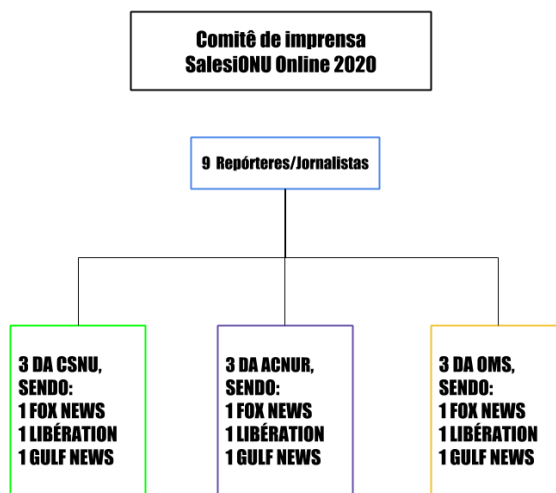 Comitê de imprensa
SalesiONU Online 2020
9 Repórteres/Jornalistas
3 DA CSNU,
SENDO:
1 FOX NEWS
1 LIBÉRATION
1 GULF NEWS
3 DA ACNUR,
SENDO:
1 FOX NEWS
1 LIBÉRATION
1 GULF NEWS
3 DA OMS,
SENDO:
1 FOX NEWS
1 LIBÉRATION
1 GULF NEWS